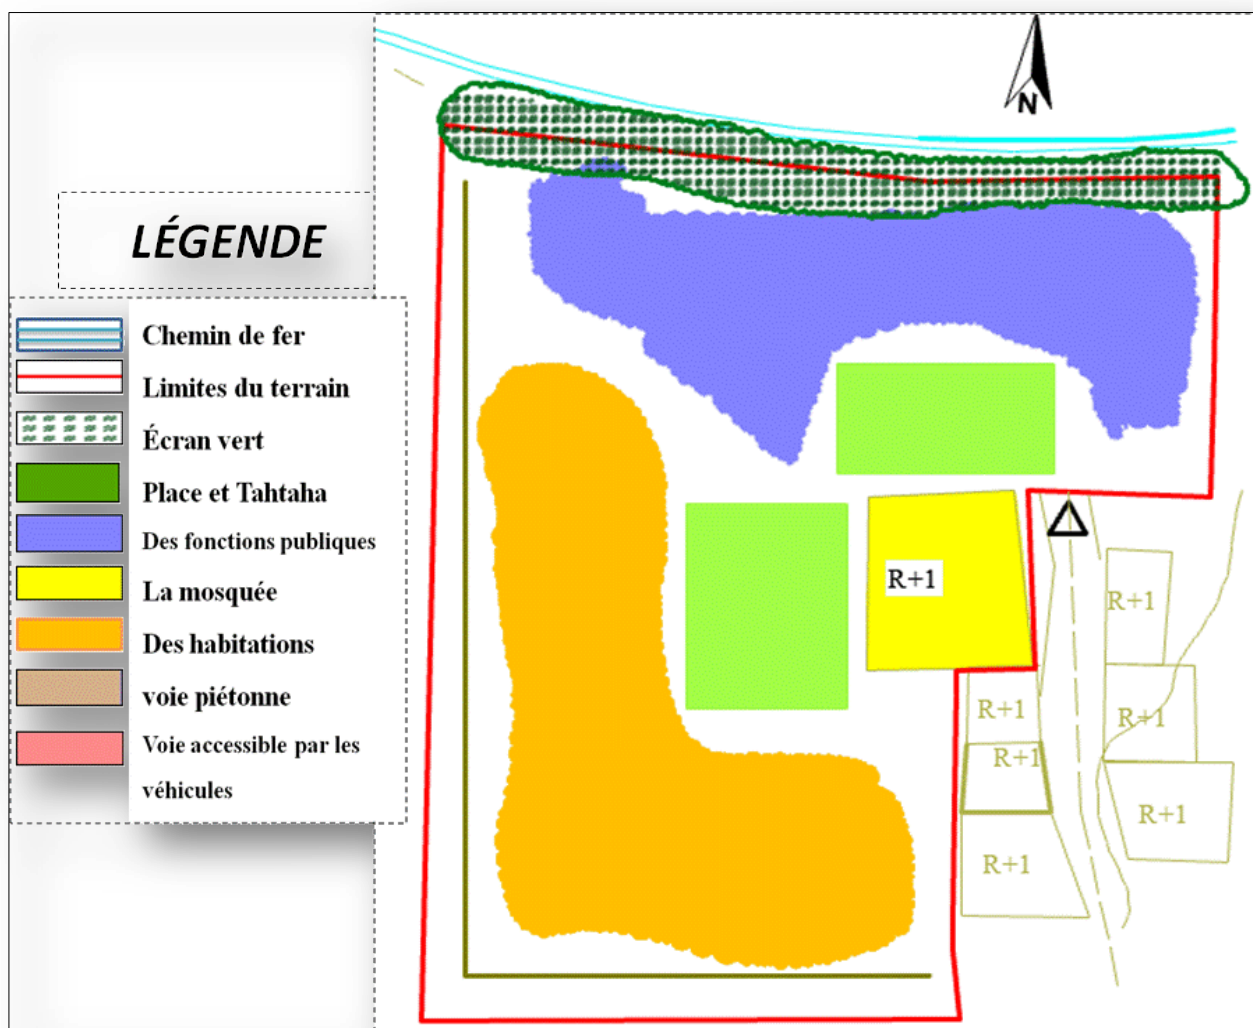 N
LÉGENDE
Chemin de fer
Limites du terrain
Écran vert
Place et Tahtaha
Des fonctions publiques
La mosquée
Des habitations
voie piétonne
Voie accessible par les
véhicules
R+1
R+1
R+1
R+1
R+1
R+1
R+1